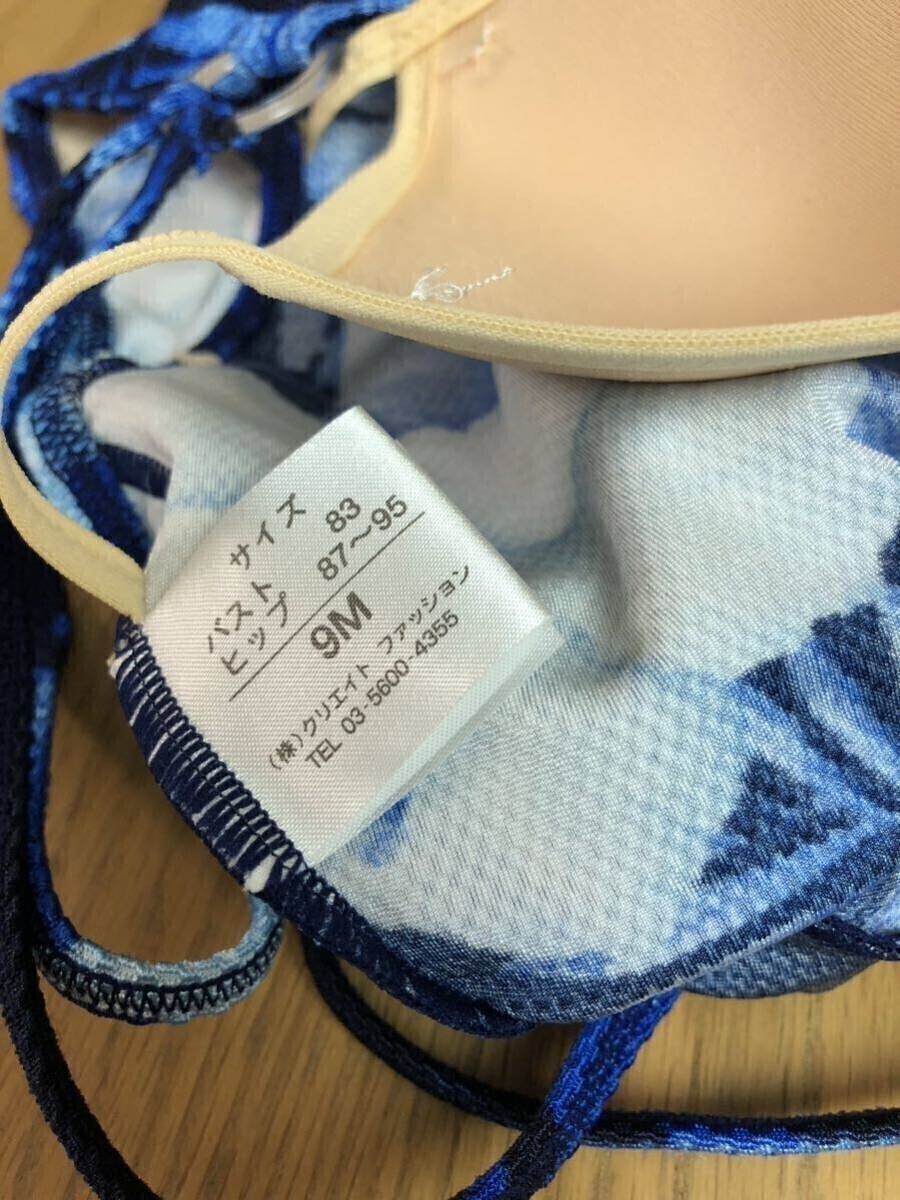 サイズ
バスト 83
ヒップ 87〜95
9M
(株)クリエイト ファッション
TEL 03-5600-4355